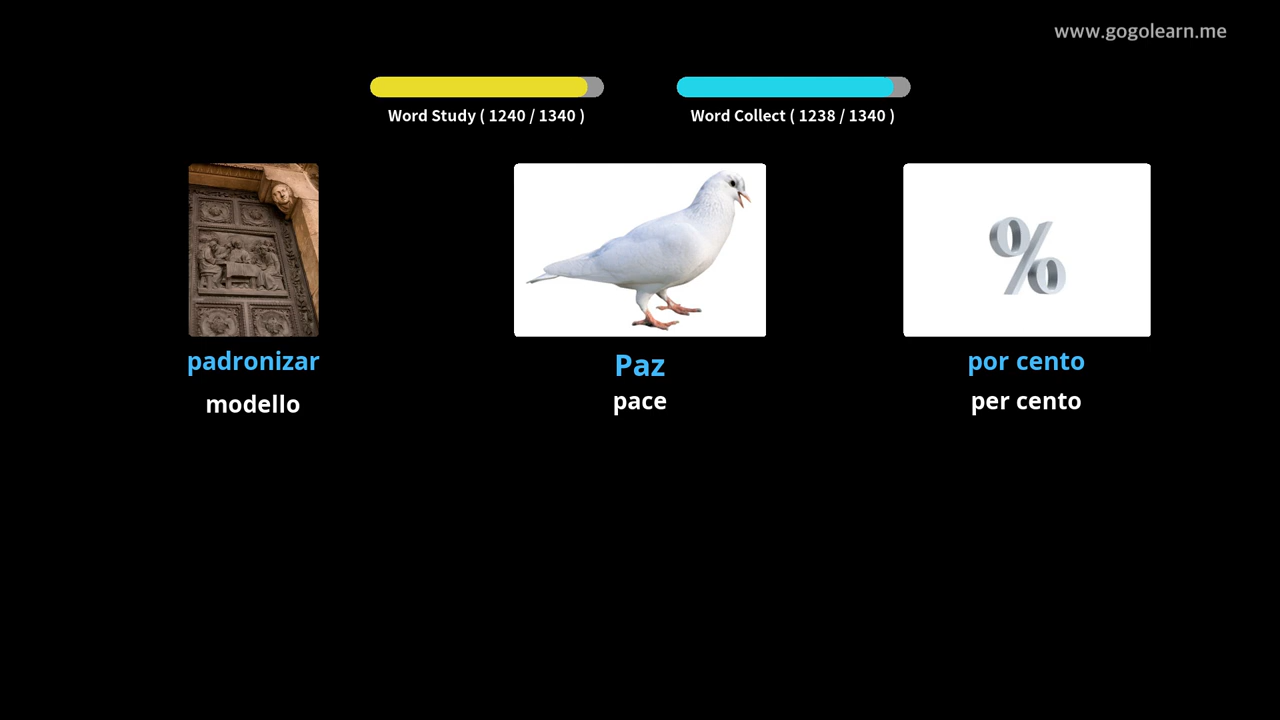 www.gogolearn.me
Word Study ( 1240 / 1340 )
Word Collect ( 1238 / 1340 )
padronizar
modello
Paz
pace
%
por cento
per cento